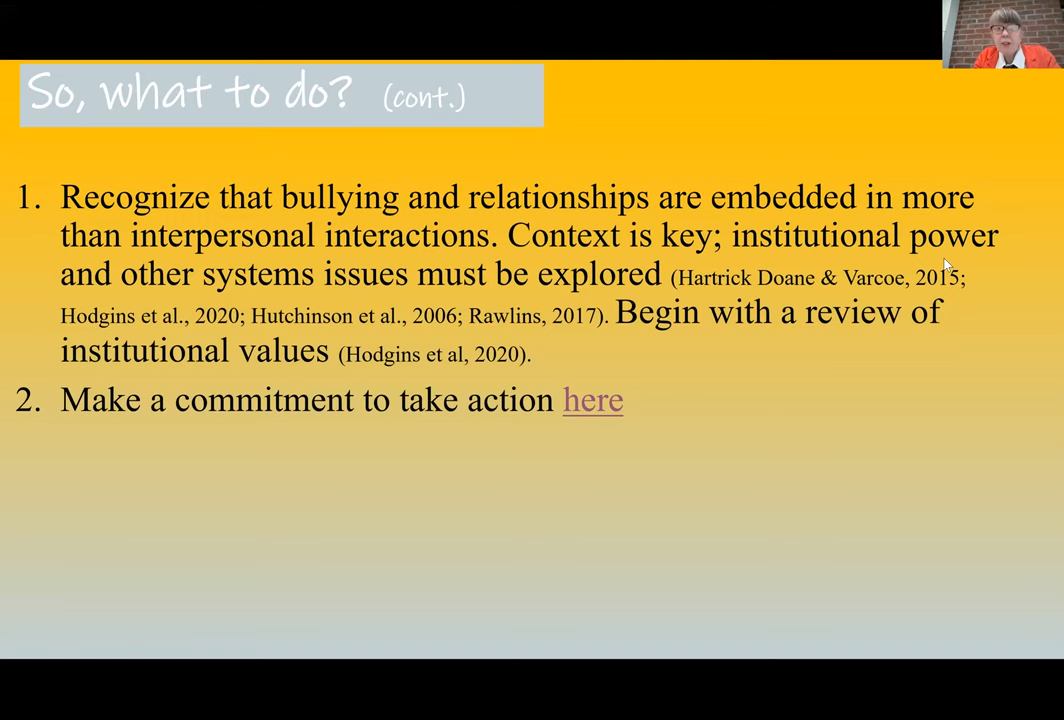 So, what to do? (cont.)
1. Recognize that bullying and relationships are embedded in more
than interpersonal interactions. Context is key; institutional power
and other systems issues must be explored (Hartrick Doane & Varcoe, 2015;
Hodgins et al., 2020; Hutchinson et al., 2006; Rawlins, 2017). Begin with a review of
institutional values (Hodgins et al, 2020).
2. Make a commitment to take action here